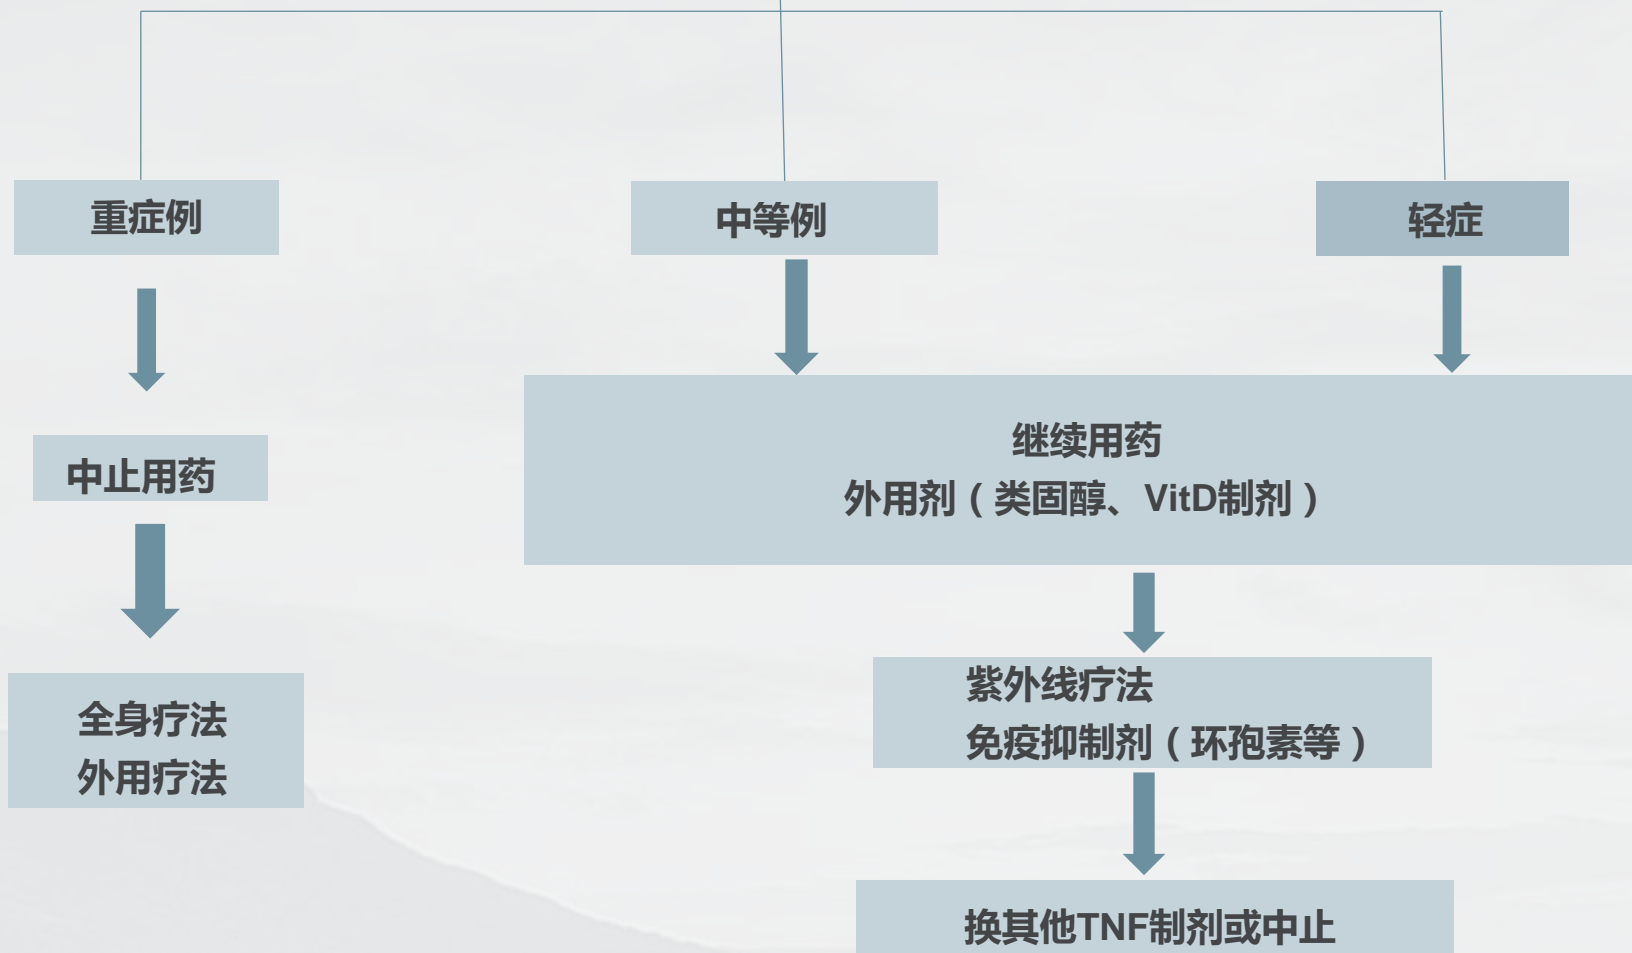 重症例
中等例
轻症
中止用药
继续用药
外用剂（类固醇、VitD制剂）
全身疗法
外用疗法
紫外线疗法
免疫抑制剂（环孢素等）
换其他TNF制剂或中止